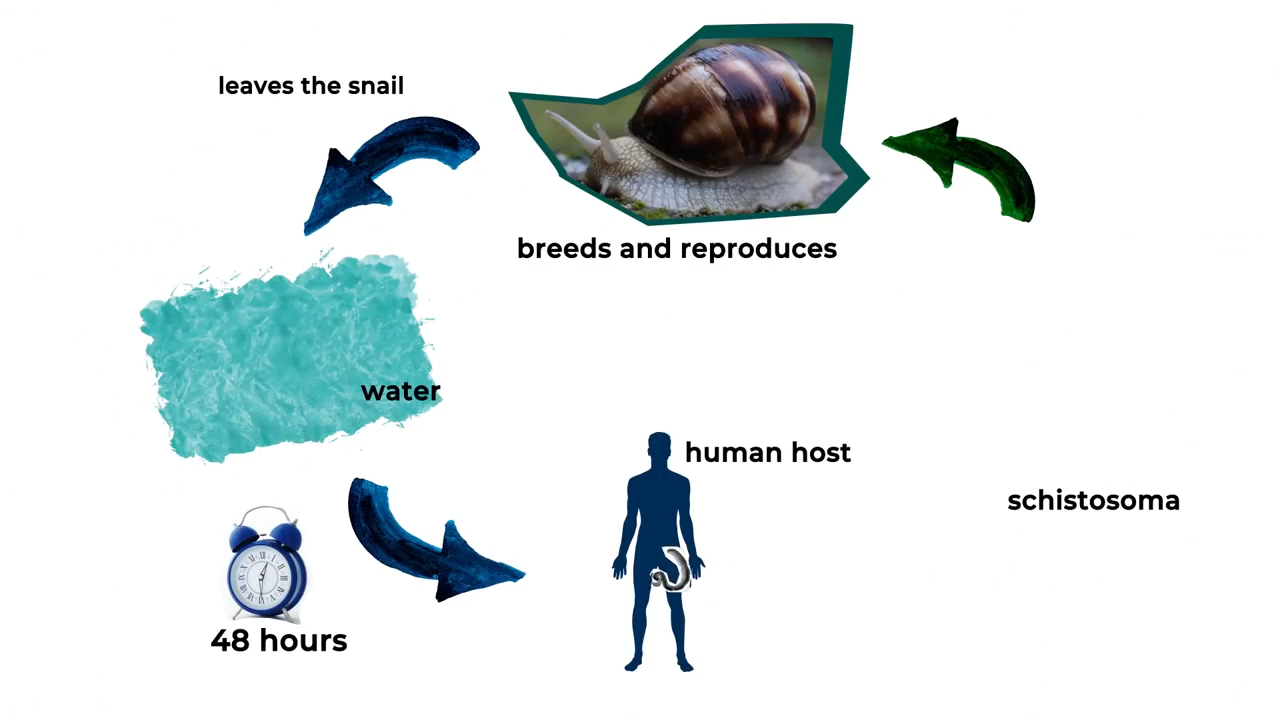 leaves the snail
breeds and reproduces
water
human host
schistosoma
48 hours